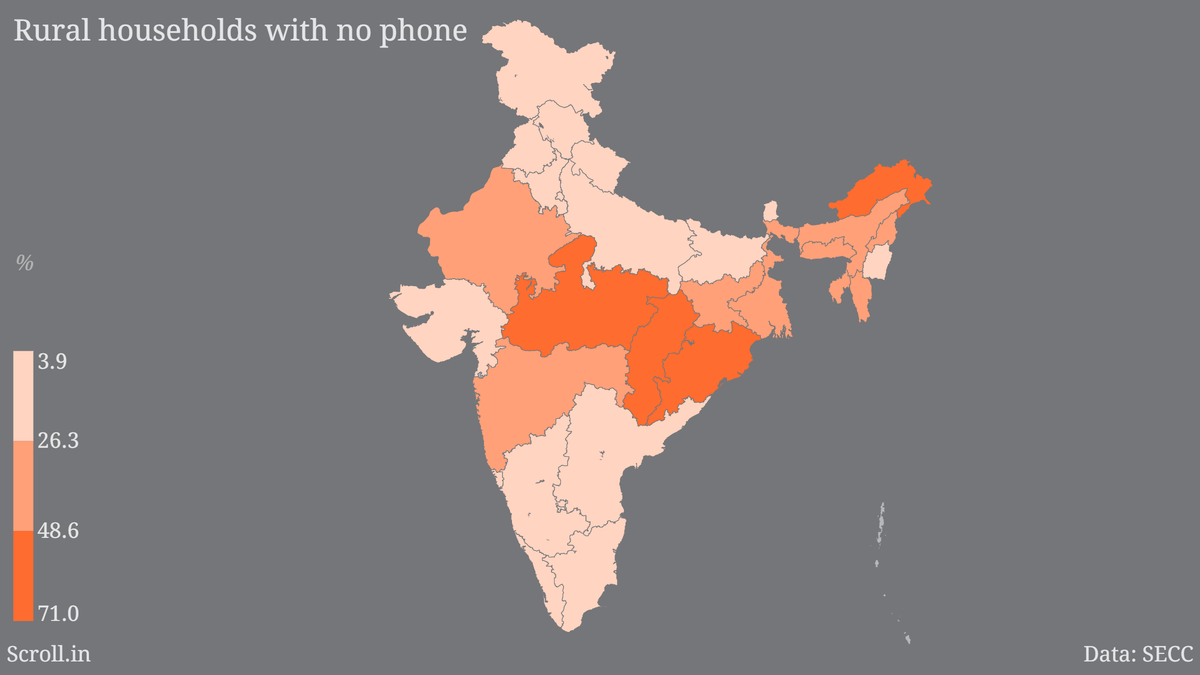 Rural households with no phone
%
3.9
26.3
48.6
71.0
Scroll.in
Data: SECC